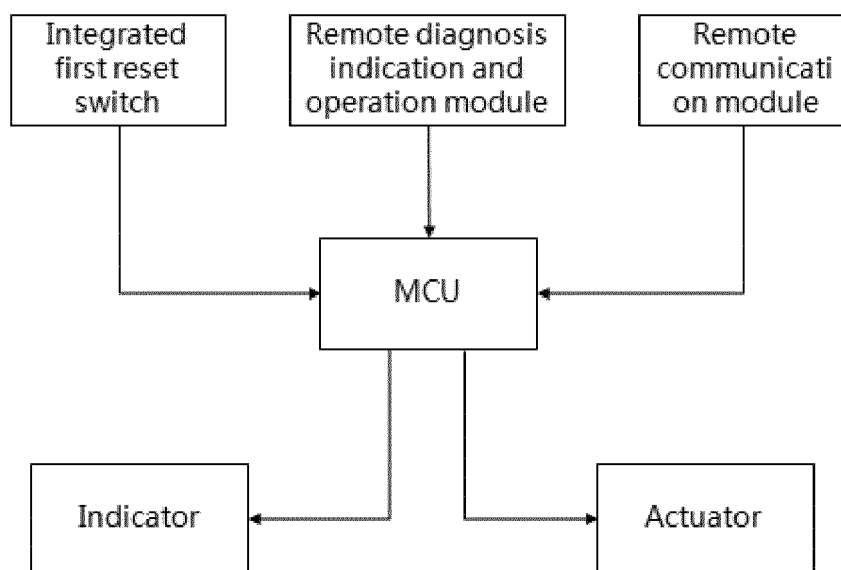 Integrated
first reset
switch
Remote diagnosis
indication and
operation module
Remote
communicati
on module
MCU
Indicator
Actuator